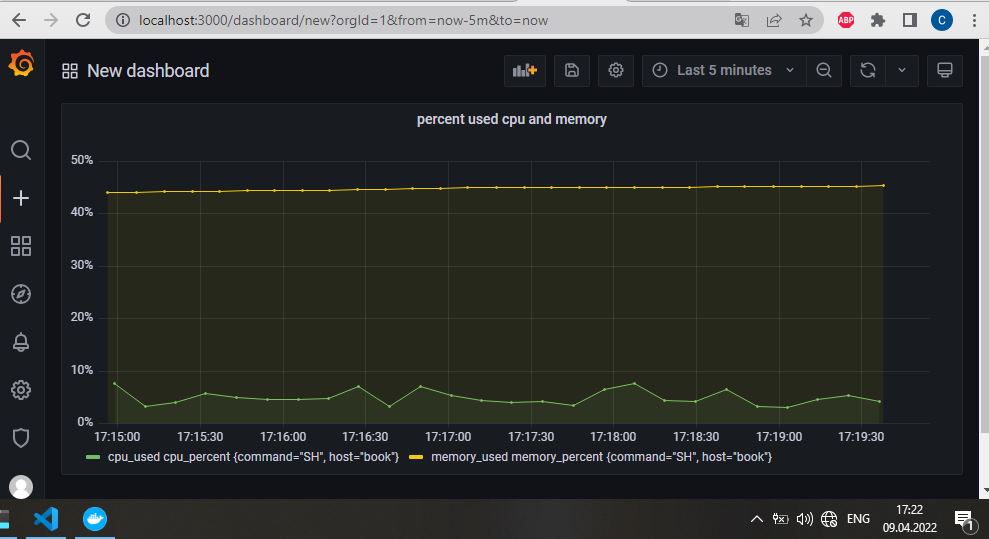 localhost:3000/dashboard/new?orgId=1&from=now-5m&to=now
ABP
C
New dashboard
Last 5 minutes
percent used cpu and memory
50%
40%
30%
20%
10%
0%
17:15:00 17:15:30 17:16:00 17:16:30 17:17:00 17:17:30 17:18:00 17:18:30 17:19:00 17:19:30
cpu_used cpu_percent {command="SH", host="book"} memory_used memory_percent {command="SH", host="book"}
ENG
17:22
09.04.2022
1